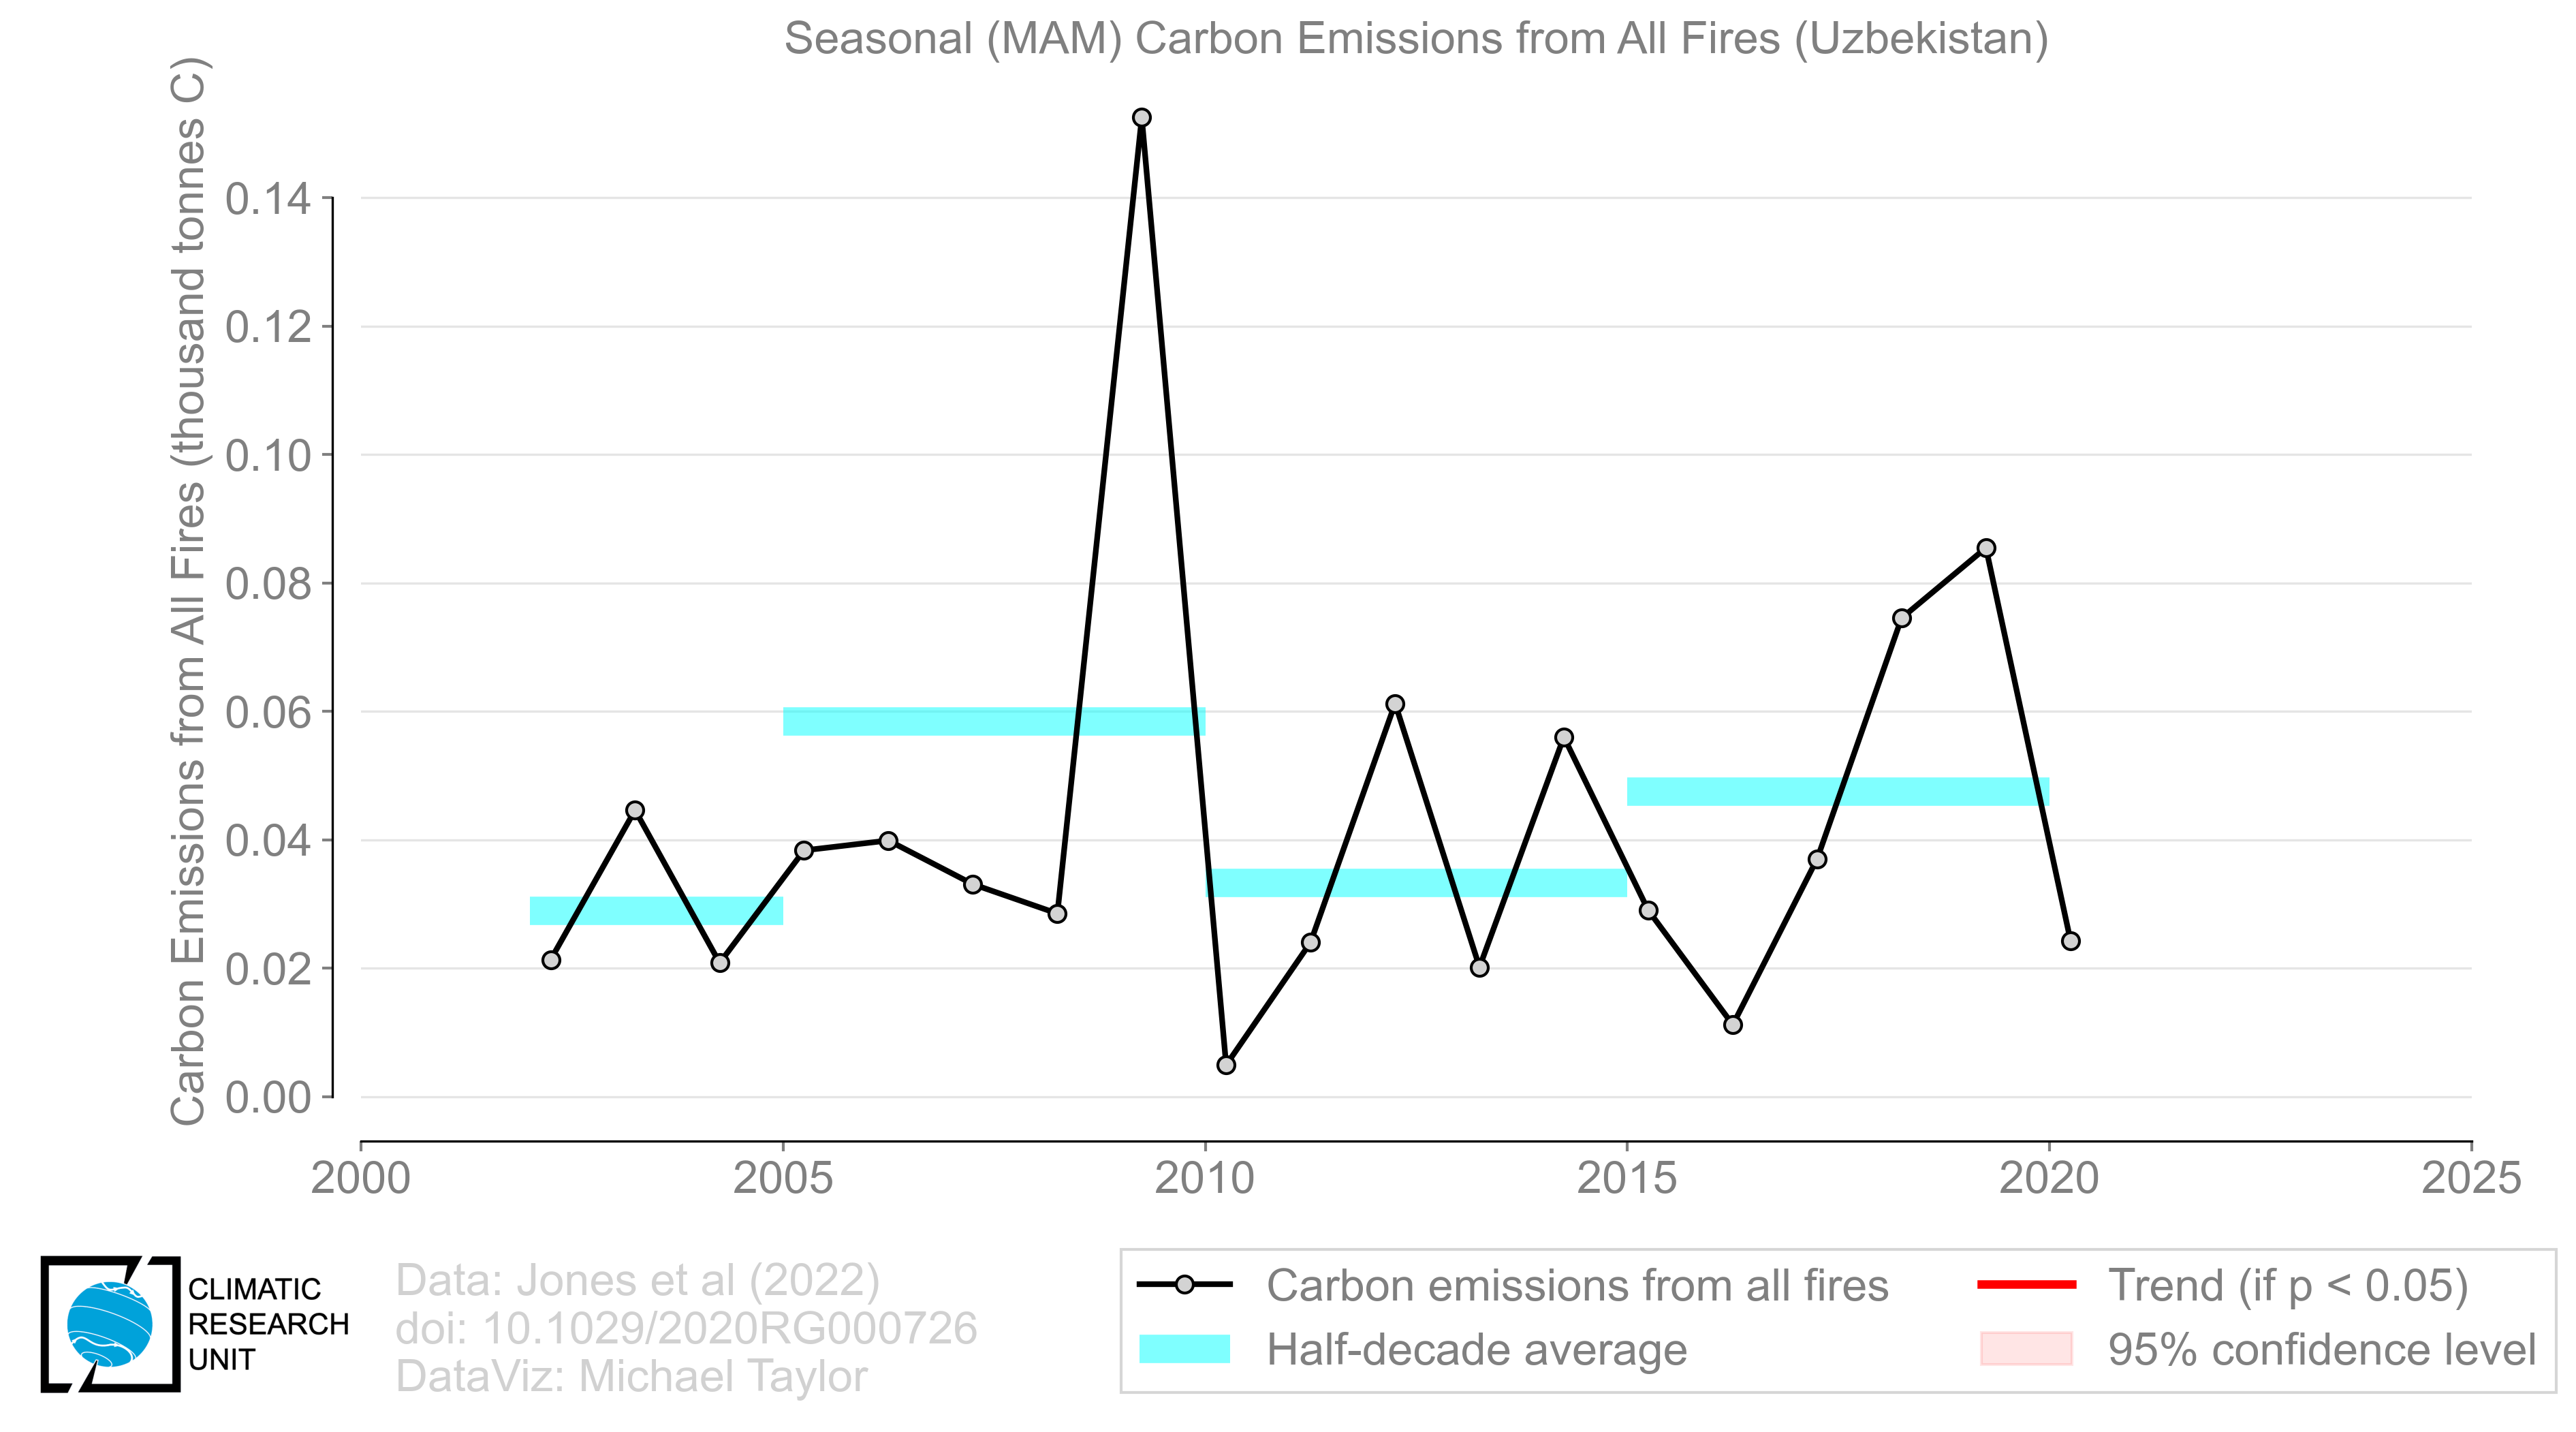 Seasonal (MAM) Carbon Emissions from All Fires (Uzbekistan)
Carbon Emissions from All Fires (thousand tonnes C)
0.14
0.12
0.10
0.08
0.06
0.04
0.02
0.00
2000
2005
2010
2015
2020
2025
CLIMATIC
RESEARCH
UNIT
Data: Jones et al (2022)
doi: 10.1029/2020RG000726
DataViz: Michael Taylor
Carbon emissions from all fires
Half-decade average
Trend (if p < 0.05)
95% confidence level